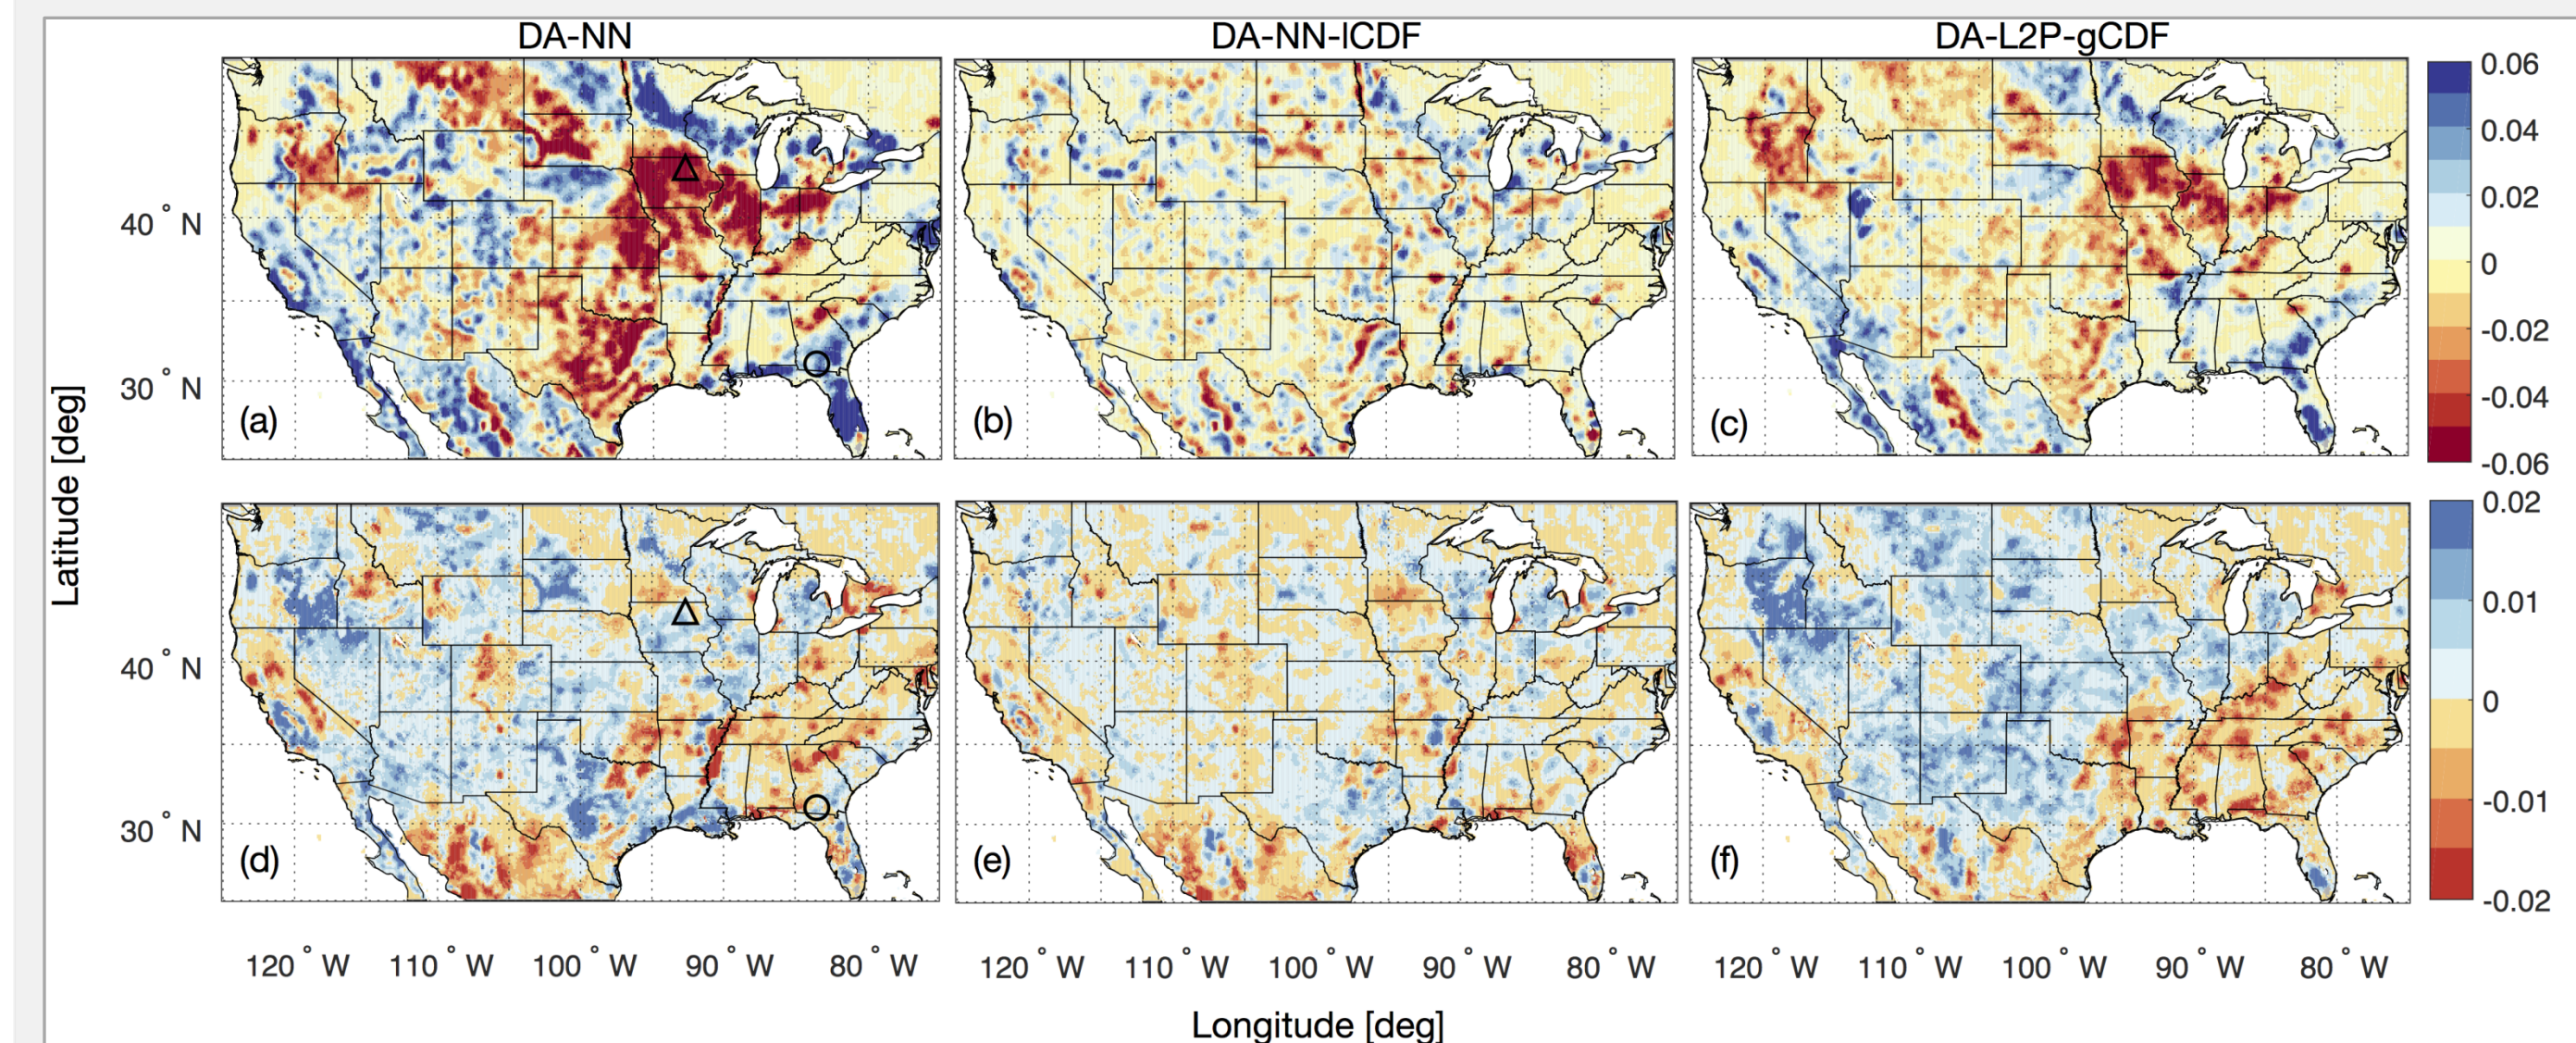 DA-NN DA-NN-lCDF DA-L2P-gCDF
0.06
0.04
0.02
0
-0.02
-0.04
-0.06
40 ° N
30 ° N
(a) (b) (c)
Latitude [deg]
0.02
0.01
0
-0.01
-0.02
40 ° N
30 ° N
(d) (e) (f)
120 ° W 110 ° W 100 ° W 90 ° W 80 ° W 120 ° W 110 ° W 100 ° W 90 ° W 80 ° W 120 ° W 110 ° W 100 ° W 90 ° W 80 ° W
Longitude [deg]